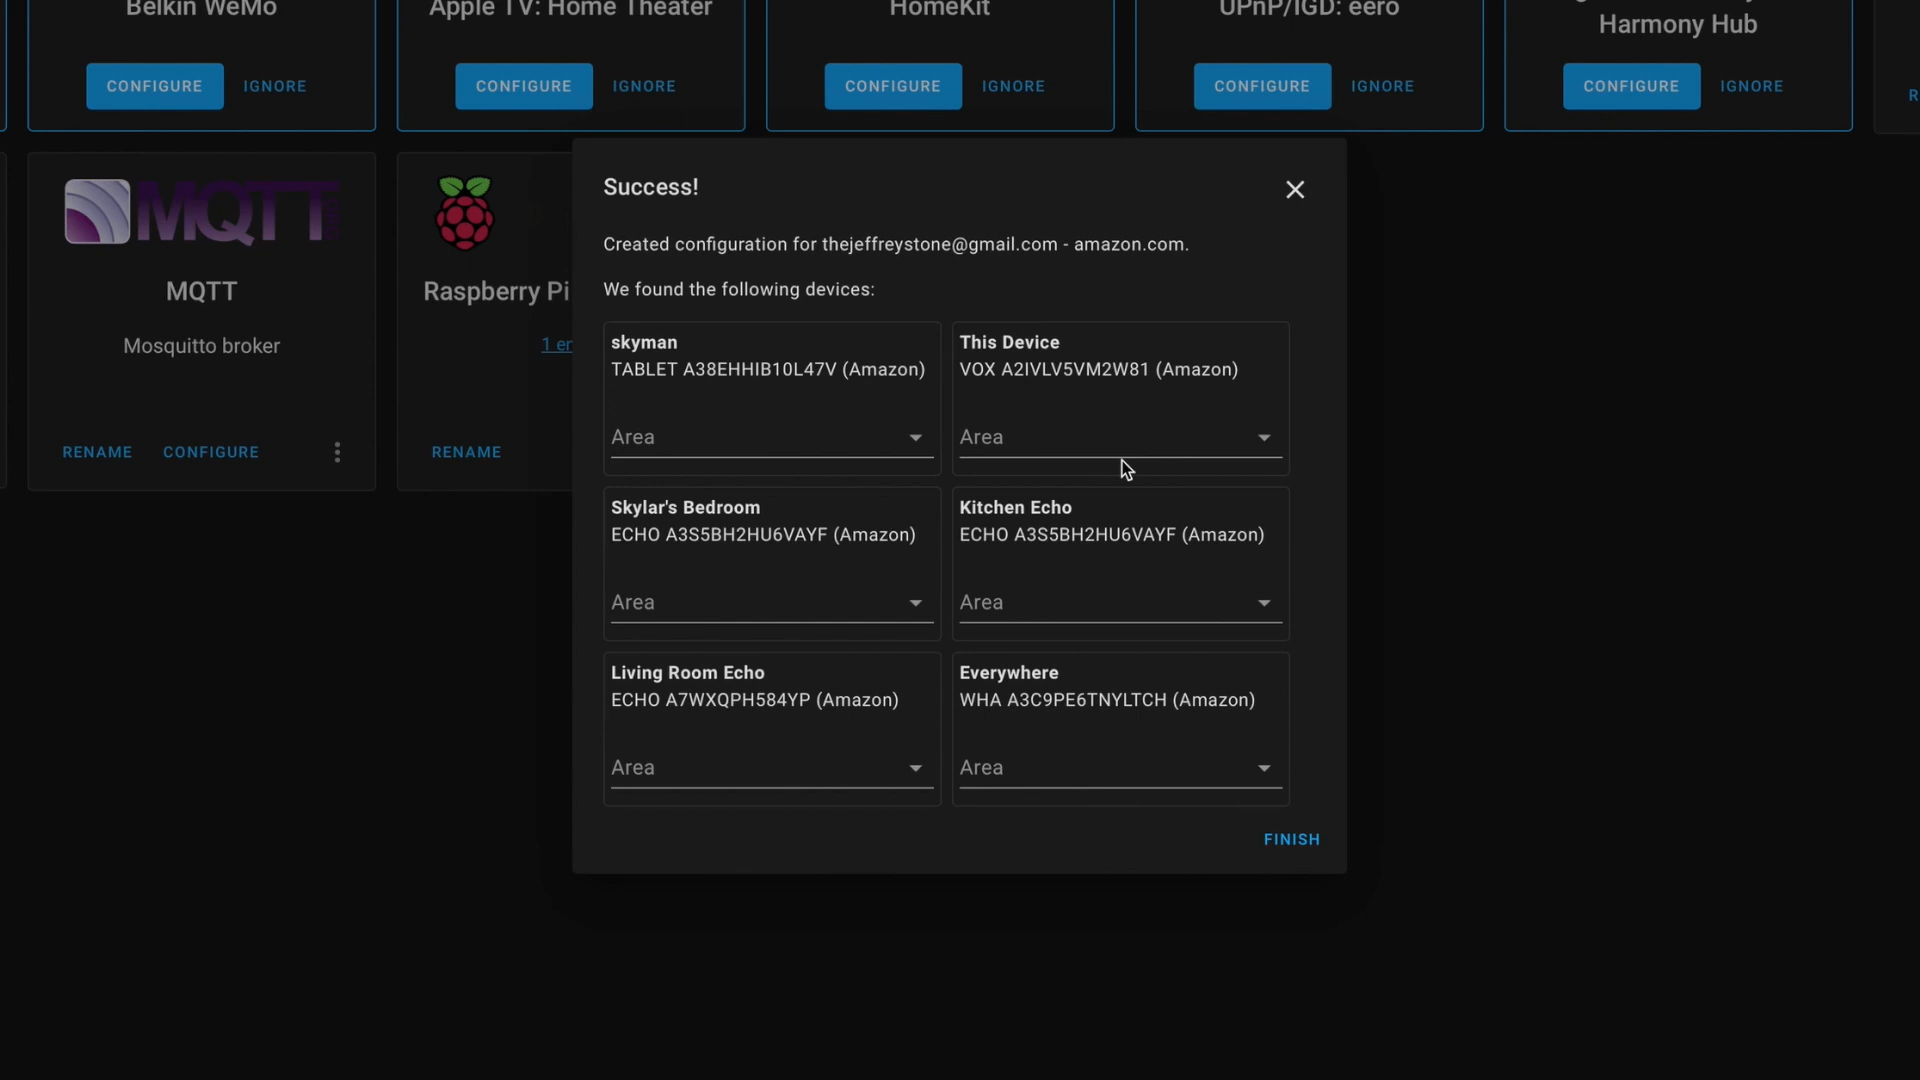 Belkin WeMo
Apple TV: Home Theater
HomeKit
UPnP/IGD: eero
Harmony Hub
CONFIGURE IGNORE
CONFIGURE IGNORE
CONFIGURE IGNORE
CONFIGURE IGNORE
CONFIGURE IGNORE
R
MQTT
MQTT
Mosquitto broker
RENAME CONFIGURE
Raspberry Pi
1 en
RENAME
Success!
Created configuration for thejeffreystone@gmail.com - amazon.com.
We found the following devices:
skyman
TABLET A38EHHIB10L47V (Amazon)
Area
This Device
VOX A2IVLV5VM2W81 (Amazon)
Area
Skylar's Bedroom
ECHO A3S5BH2HU6VAYF (Amazon)
Area
Kitchen Echo
ECHO A3S5BH2HU6VAYF (Amazon)
Area
Living Room Echo
ECHO A7WXQPH584YP (Amazon)
Area
Everywhere
WHA A3C9PE6TNYLTCH (Amazon)
Area
FINISH